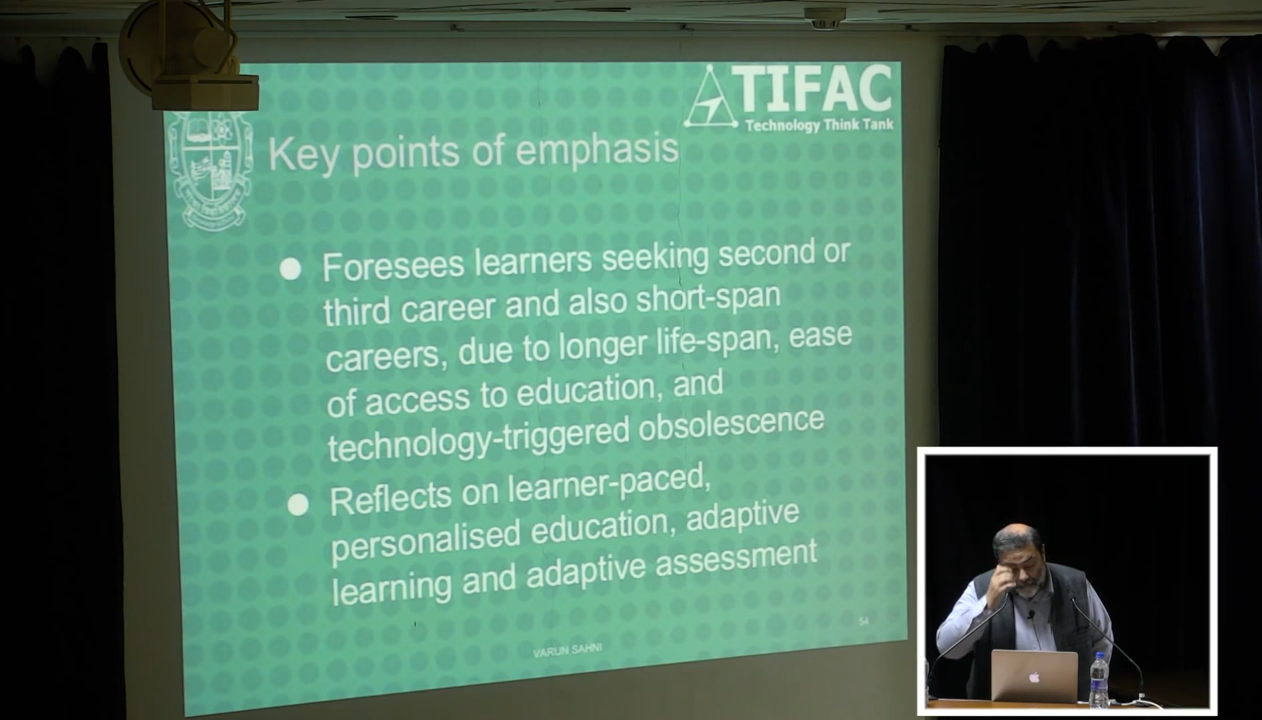 TIFAC
Technology Think Tank
Key points of emphasis
Foresees learners seeking second or
third career and also short-span
careers, due to longer life-span, ease
of access to education, and
technology-triggered obsolescence
Reflects on learner-paced,
personalised education, adaptive
learning and adaptive assessment
VARUN SAHNI
54